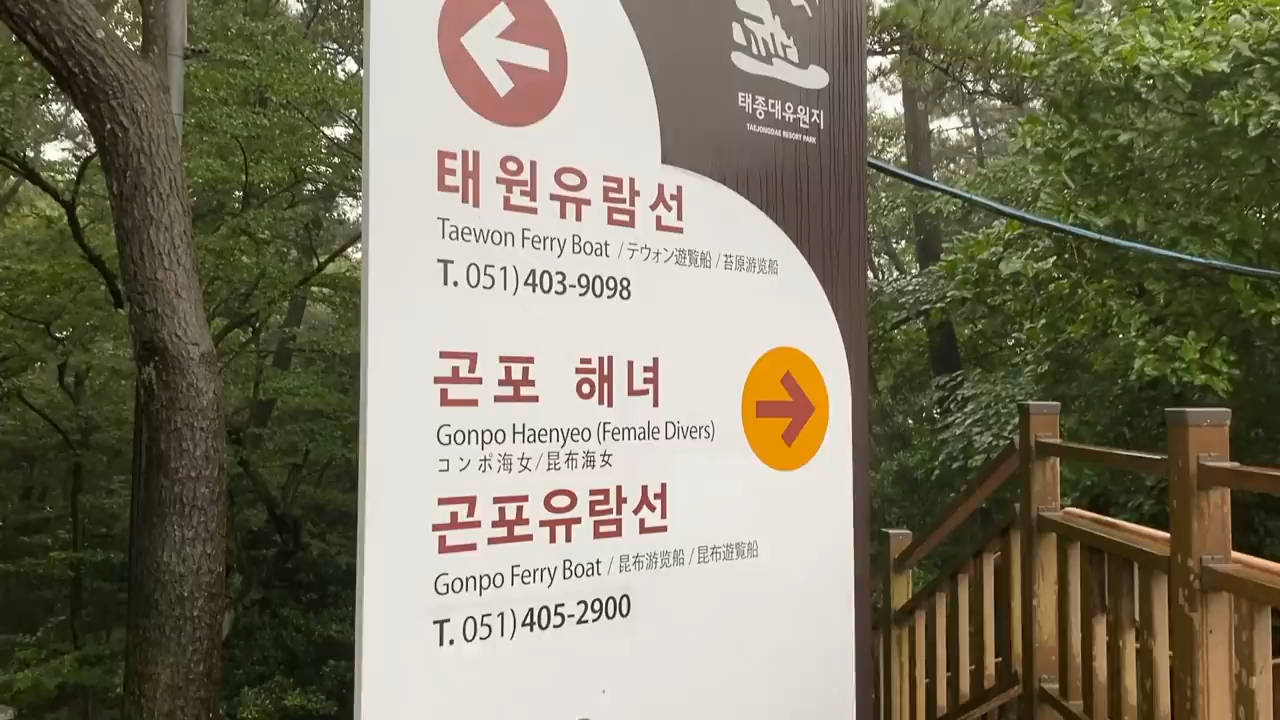 태종대유원지
TAEJONGDAE RESORT PARK
태원유람선
Taewon Ferry Boat / テウォン遊覧船 / 苔原游览船
T. 051) 403-9098
곤포 해녀
Gonpo Haenyeo (Female Divers)
コンポ海女/昆布海女
곤포유람선
Gonpo Ferry Boat / 昆布游览船 / 昆布遊覧船
T. 051) 405-2900